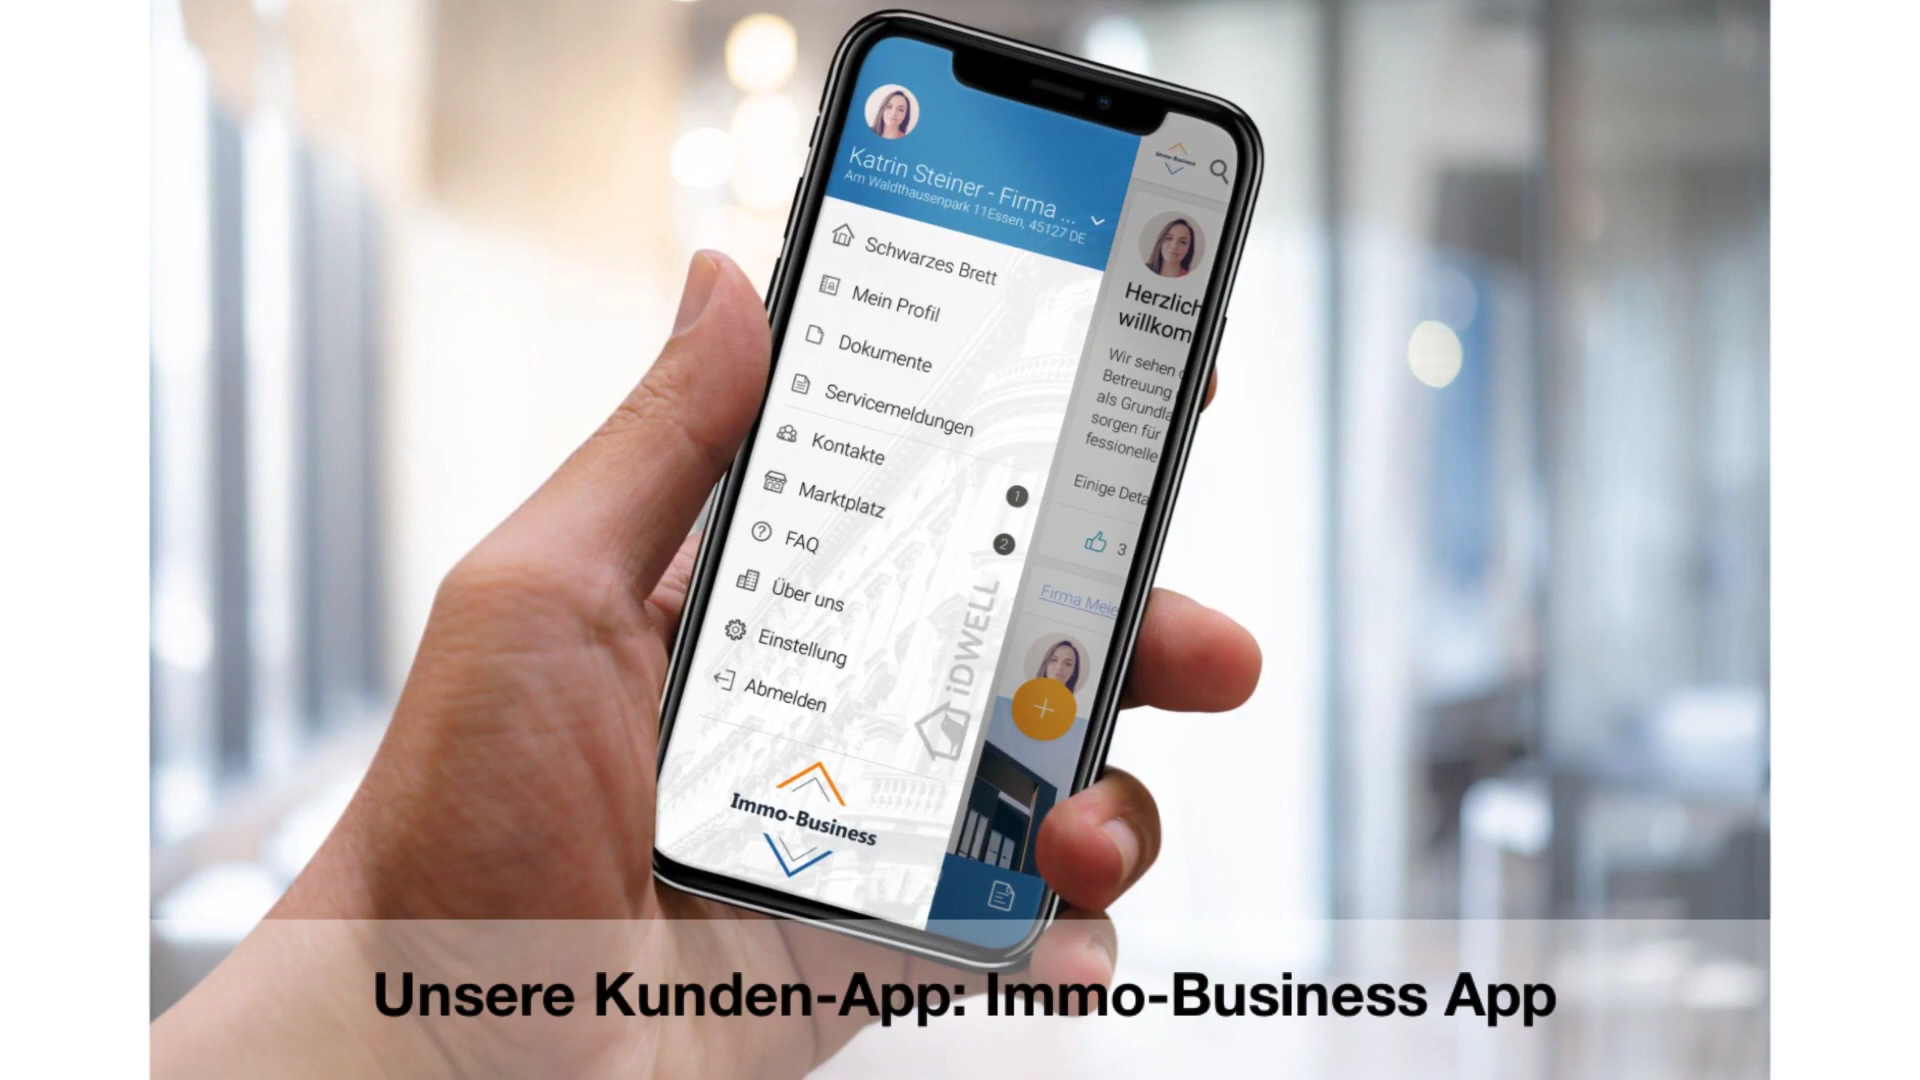 Katrin Steiner - Firma ...
Am Waldthausenpark 11Essen, 45127 DE
Schwarzes Brett
Mein Profil
Dokumente
Servicemeldungen
Kontakte
Marktplatz
1
FAQ
2
Über uns
Einstellung
Abmelden
iDWELL
Immo-Business
Immo-Business
Herzlich
willkom
Wir sehen
Betreuung
als Grundla
sorgen für
fessionelle
Einige Deta
3
Firma Meie
Unsere Kunden-App: Immo-Business App